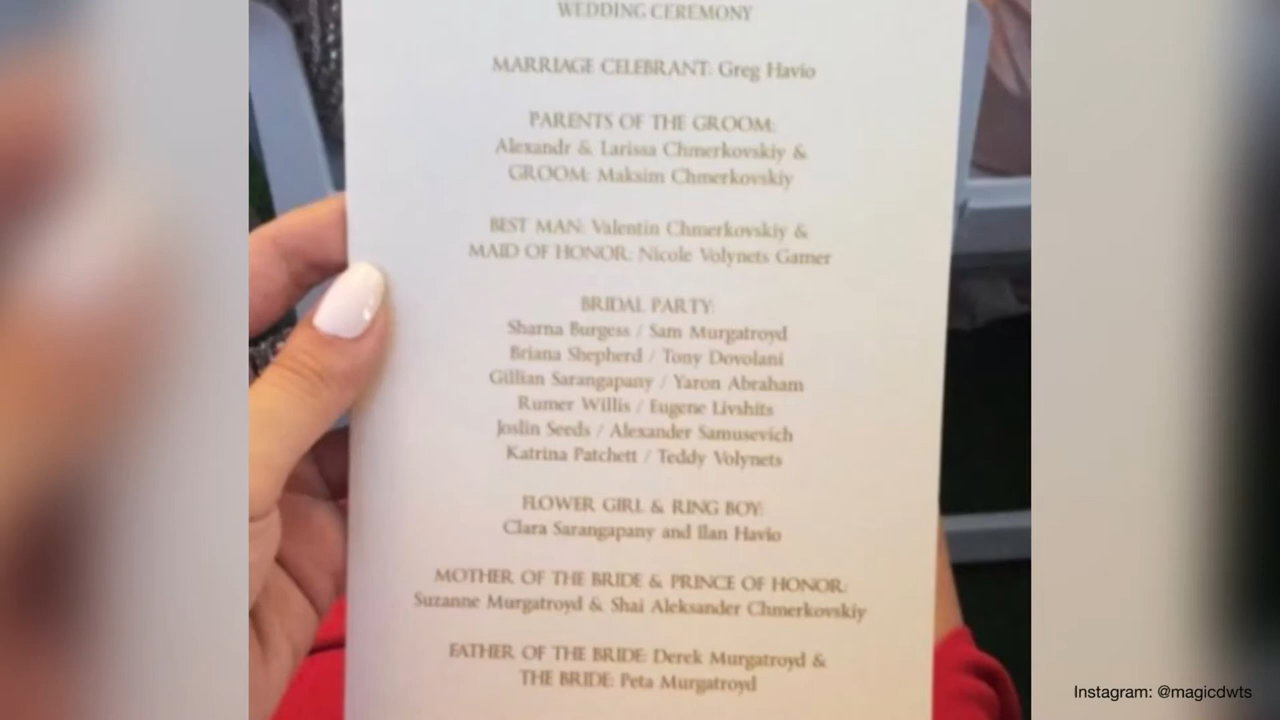 WEDDING CEREMONY
MARRIAGE CELEBRANT: Greg Havio
PARENTS OF THE GROOM:
Alexandr & Larissa Chmerkovskiy &
GROOM: Maksim Chmerkovskiy
BEST MAN: Valentin Chmerkovskiy &
MAID OF HONOR: Nicole Volynets Gamer
BRIDAL PARTY:
Sharna Burgess / Sam Murgatroyd
Briana Shepherd / Tony Dovolani
Gillian Sarangapany / Yaron Abraham
Rumer Willis / Eugene Livshits
Joslin Seeds / Alexander Samusevich
Katrina Patchett / Teddy Volynets
FLOWER GIRL & RING BOY:
Clara Sarangapany and Ilan Havio
MOTHER OF THE BRIDE & PRINCE OF HONOR:
Suzanne Murgatroyd & Shai Aleksander Chmerkovskiy
FATHER OF THE BRIDE: Derek Murgatroyd &
THE BRIDE: Peta Murgatroyd
Instagram: @magicdwts